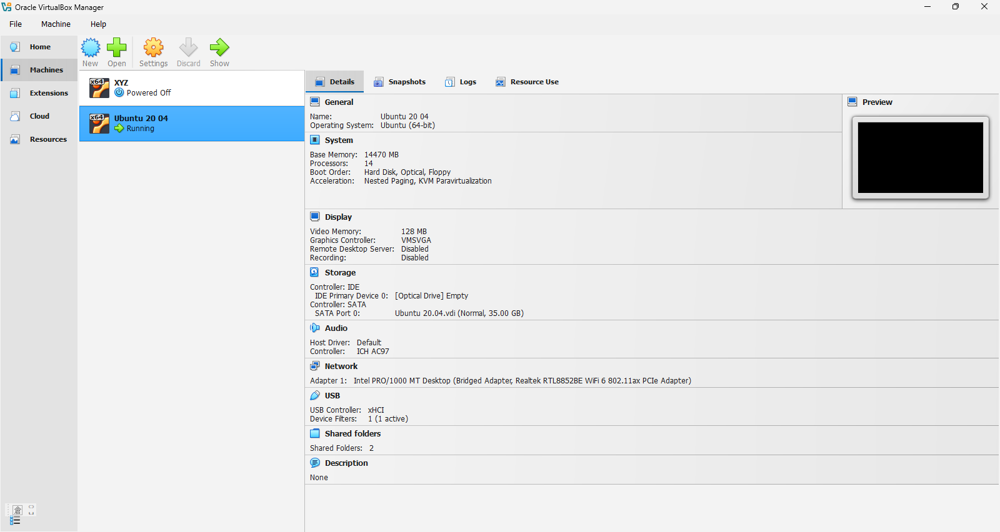 Oracle VirtualBox Manager
File Machine Help
Home
Machines
Extensions
Cloud
Resources
New Open Settings Discard Show
x64 XYZ
Powered Off
x64 Ubuntu 20 04
Running
Details Snapshots Logs Resource Use
General
Name: Ubuntu 20 04
Operating System: Ubuntu (64-bit)
Preview
System
Base Memory: 14470 MB
Processors: 14
Boot Order: Hard Disk, Optical, Floppy
Acceleration: Nested Paging, KVM Paravirtualization
Display
Video Memory: 128 MB
Graphics Controller: VMSVGA
Remote Desktop Server: Disabled
Recording: Disabled
Storage
Controller: IDE
IDE Primary Device 0: [Optical Drive] Empty
Controller: SATA
SATA Port 0: Ubuntu 20.04.vdi (Normal, 35.00 GB)
Audio
Host Driver: Default
Controller: ICH AC97
Network
Adapter 1: Intel PRO/1000 MT Desktop (Bridged Adapter, Realtek RTL8852BE WiFi 6 802.11ax PCIe Adapter)
USB
USB Controller: xHCI
Device Filters: 1 (1 active)
Shared folders
Shared Folders: 2
Description
None
倉